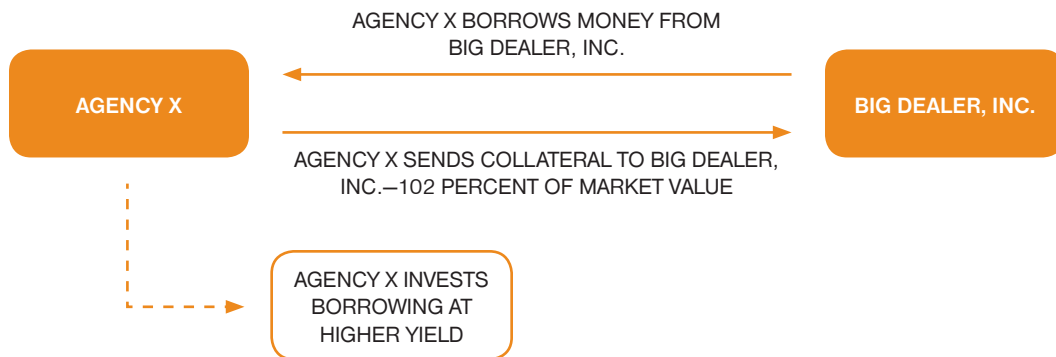 AGENCY X BORROWS MONEY FROM
BIG DEALER, INC.
AGENCY X
BIG DEALER, INC.
AGENCY X SENDS COLLATERAL TO BIG DEALER,
INC.—102 PERCENT OF MARKET VALUE
AGENCY X INVESTS
BORROWING AT
HIGHER YIELD